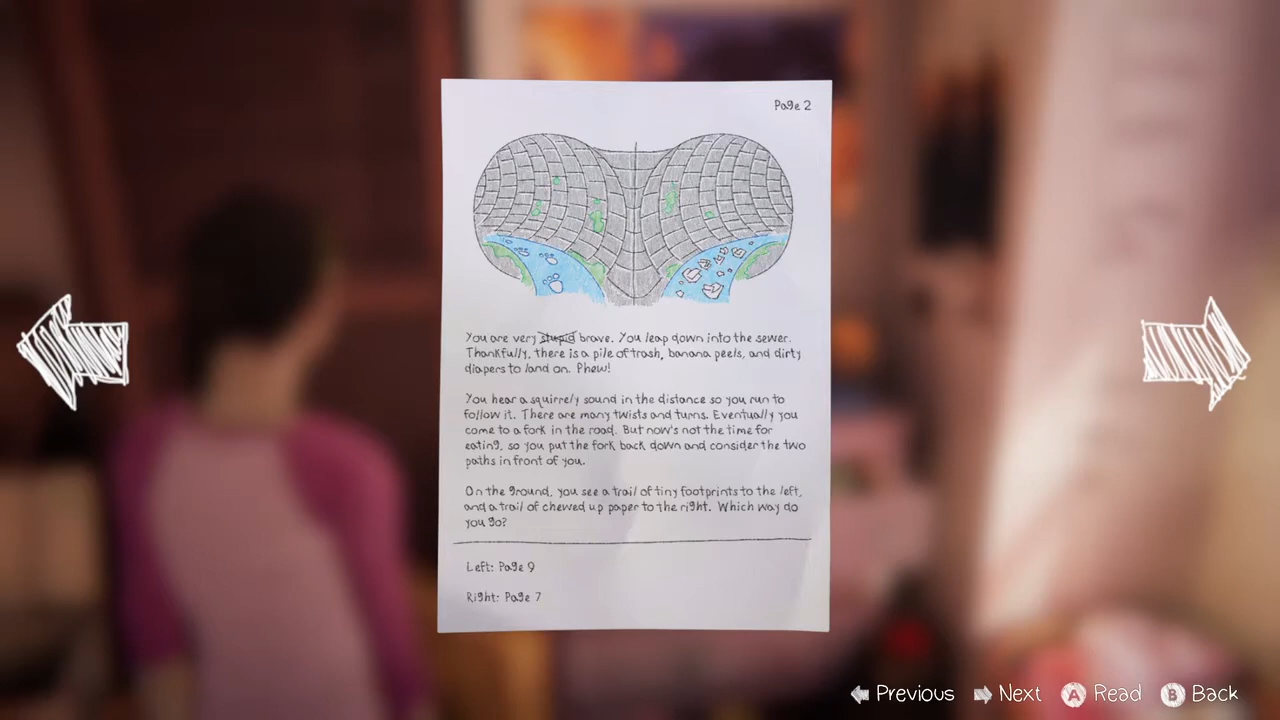 Page 2
You are very stupid brave. You leap down into the sewer.
Thankfully, there is a pile of trash, banana peels, and dirty
diapers to land on. Phew!
You hear a squirrely sound in the distance so you run to
follow it. There are many twists and turns. Eventually you
come to a fork in the road. But now's not the time for
eating, so you put the fork back down and consider the two
paths in front of you.
On the ground, you see a trail of tiny footprints to the left,
and a trail of chewed up paper to the right. Which way do
you go?
Left: Page 9
Right: Page 7
Previous Next A Read B Back